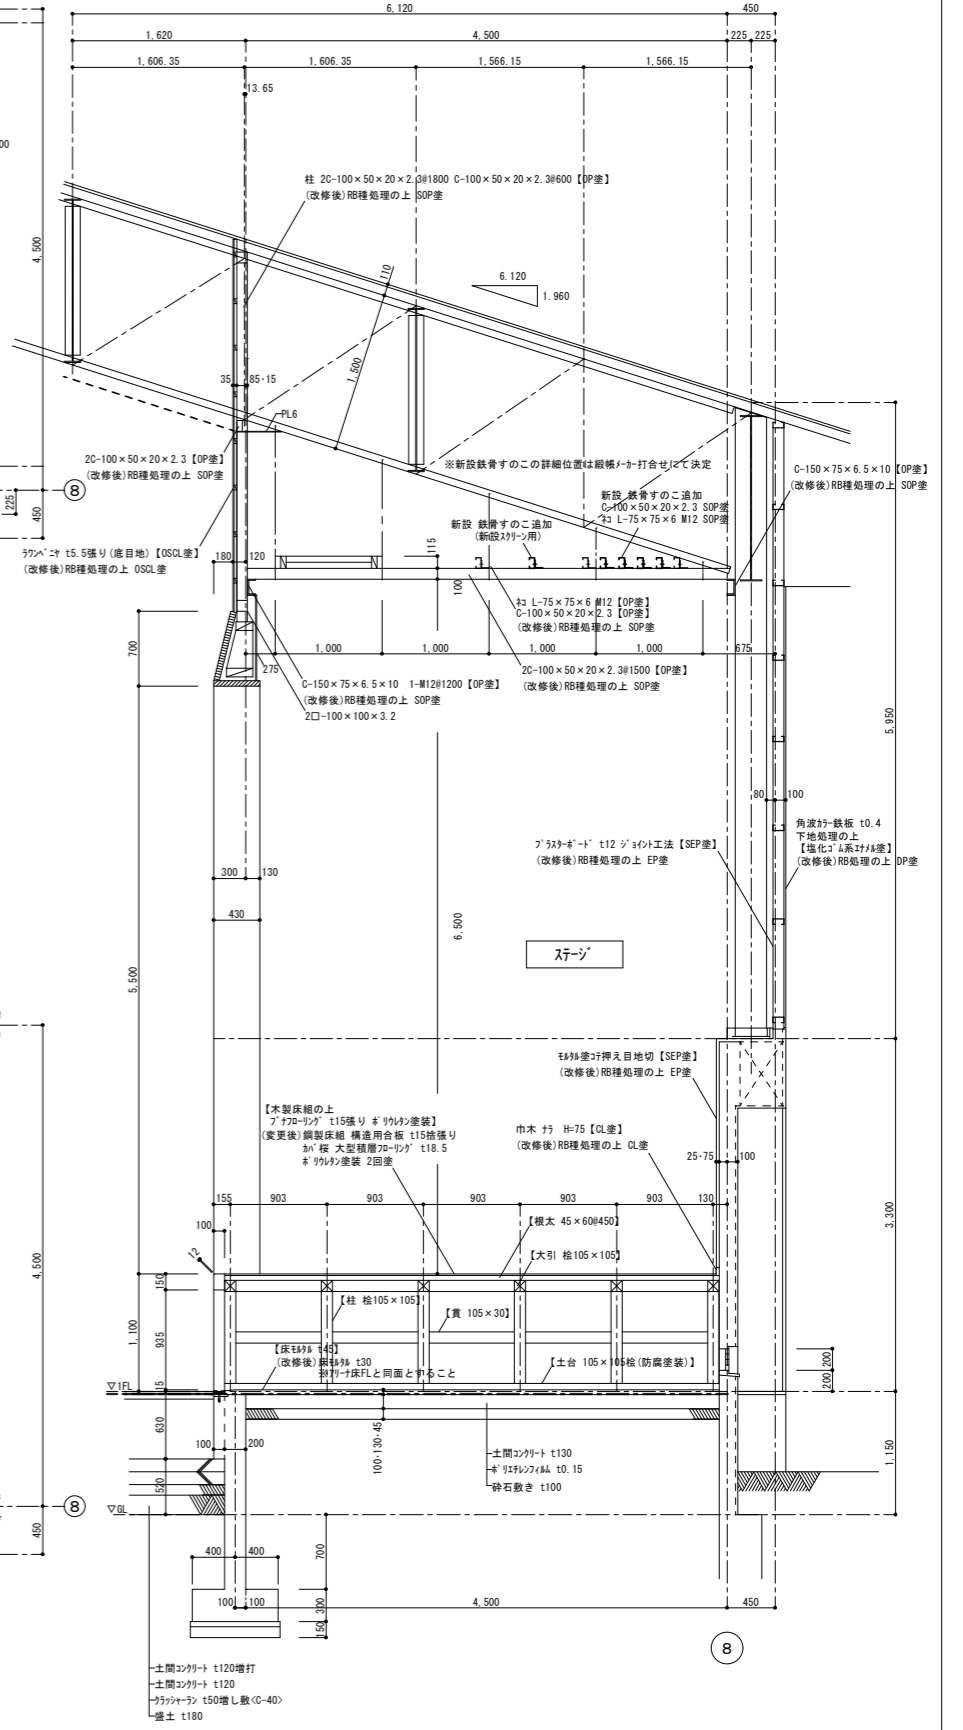 6,120
450
1,620
4,500
225
225
1,606.35
1,606.35
1,566.15
1,566.15
13.65
柱 2C-100×50×20×2.3@1800 C-100×50×20×2.3@600【OP塗】
(改修後)RB種処理の上 SOP塗
4,500
110
6.120
1.960
1,500
35
85・15
PL6
2C-100×50×20×2.3【OP塗】
(改修後)RB種処理の上 SOP塗
※新設鉄骨すのこの詳細位置は緞帳メーカー打合せにて決定
C-150×75×6.5×10【OP塗】
(改修後)RB種処理の上 SOP塗
8
225
450
新設 鉄骨すのこ追加
C-100×50×20×2.3 SOP塗
ネコ L-75×75×6 M12 SOP塗
新設 鉄骨すのこ追加
(新設スクリーン用)
ラワンベニヤ t5.5張り(底目地)【OSCL塗】
(改修後)RB種処理の上 OSCL塗
180
120
115
100
ネコ L-75×75×6 M12【OP塗】
C-100×50×20×2.3【OP塗】
(改修後)RB種処理の上 SOP塗
700
1,000
1,000
1,000
1,000
675
275
2C-100×50×20×2.3@1500【OP塗】
(改修後)RB種処理の上 SOP塗
C-150×75×6.5×10 1-M12@1200【OP塗】
(改修後)RB種処理の上 SOP塗
2口-100×100×3.2
5,950
80
100
角波カラー鉄板 t0.4
下地処理の上
【塩化ゴム系エナメル塗】
(改修後)RB処理の上 DP塗
プラスターボード t12 ジョイント工法【SEP塗】
(改修後)RB種処理の上 EP塗
300
130
430
6,500
ステージ
5,500
モルタル塗コテ押え目地切【SEP塗】
(改修後)RB種処理の上 EP塗
【木製床組の上
ブナフローリング t15張り ポリウレタン塗装】
(変更後)鋼製床組 構造用合板 t15捨張り
カバ桜 大型積層フローリング t18.5
ポリウレタン塗装 2回塗
巾木 ナラ H=75【CL塗】
(改修後)RB種処理の上 CL塗
25・75
100
155
903
903
903
903
903
130
3,300
4,500
100
【根太 45×60@450】
12
【大引 桧105×105】
150
【柱 桧105×105】
【貫 105×30】
1,100
935
【床モルタル t45】
(改修後)床モルタル t30
※アリーナ床FLと同面とすること
【土台 105×105桧(防腐塗装)】
200
200
▽1FL
15
630
100
200
100・130・45
土間コンクリート t130
ポリエチレンフィルム t0.15
砕石敷き t100
1,150
520
8
▽GL
450
400
400
700
100
100
300
150
4,500
450
8
土間コンクリート t120増打
土間コンクリート t120
クラッシャーラン t50増し敷<C-40>
盛土 t180